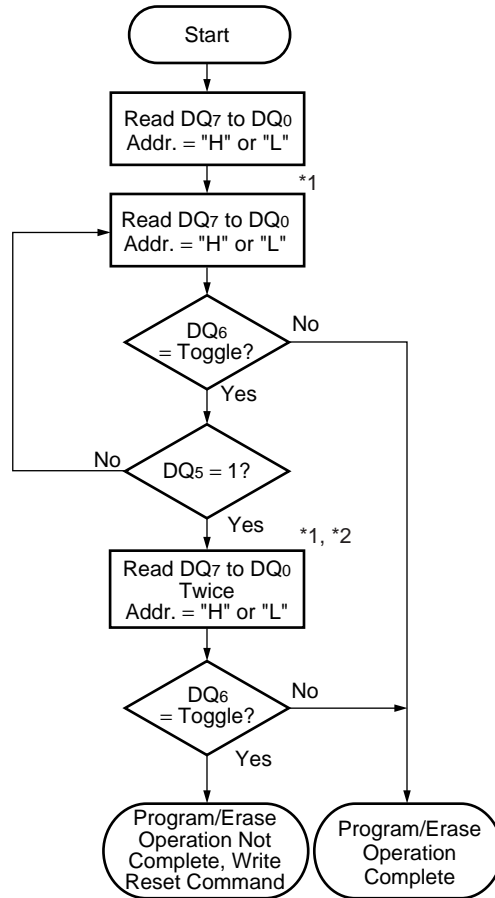 Start
Read DQ7 to DQ0
Addr. = "H" or "L"
*1
Read DQ7 to DQ0
Addr. = "H" or "L"
DQ6
= Toggle?
No
Yes
No
DQ5 = 1?
Yes
*1, *2
Read DQ7 to DQ0
Twice
Addr. = "H" or "L"
DQ6
= Toggle?
No
Yes
Program/Erase
Operation Not
Complete, Write
Reset Command
Program/Erase
Operation
Complete